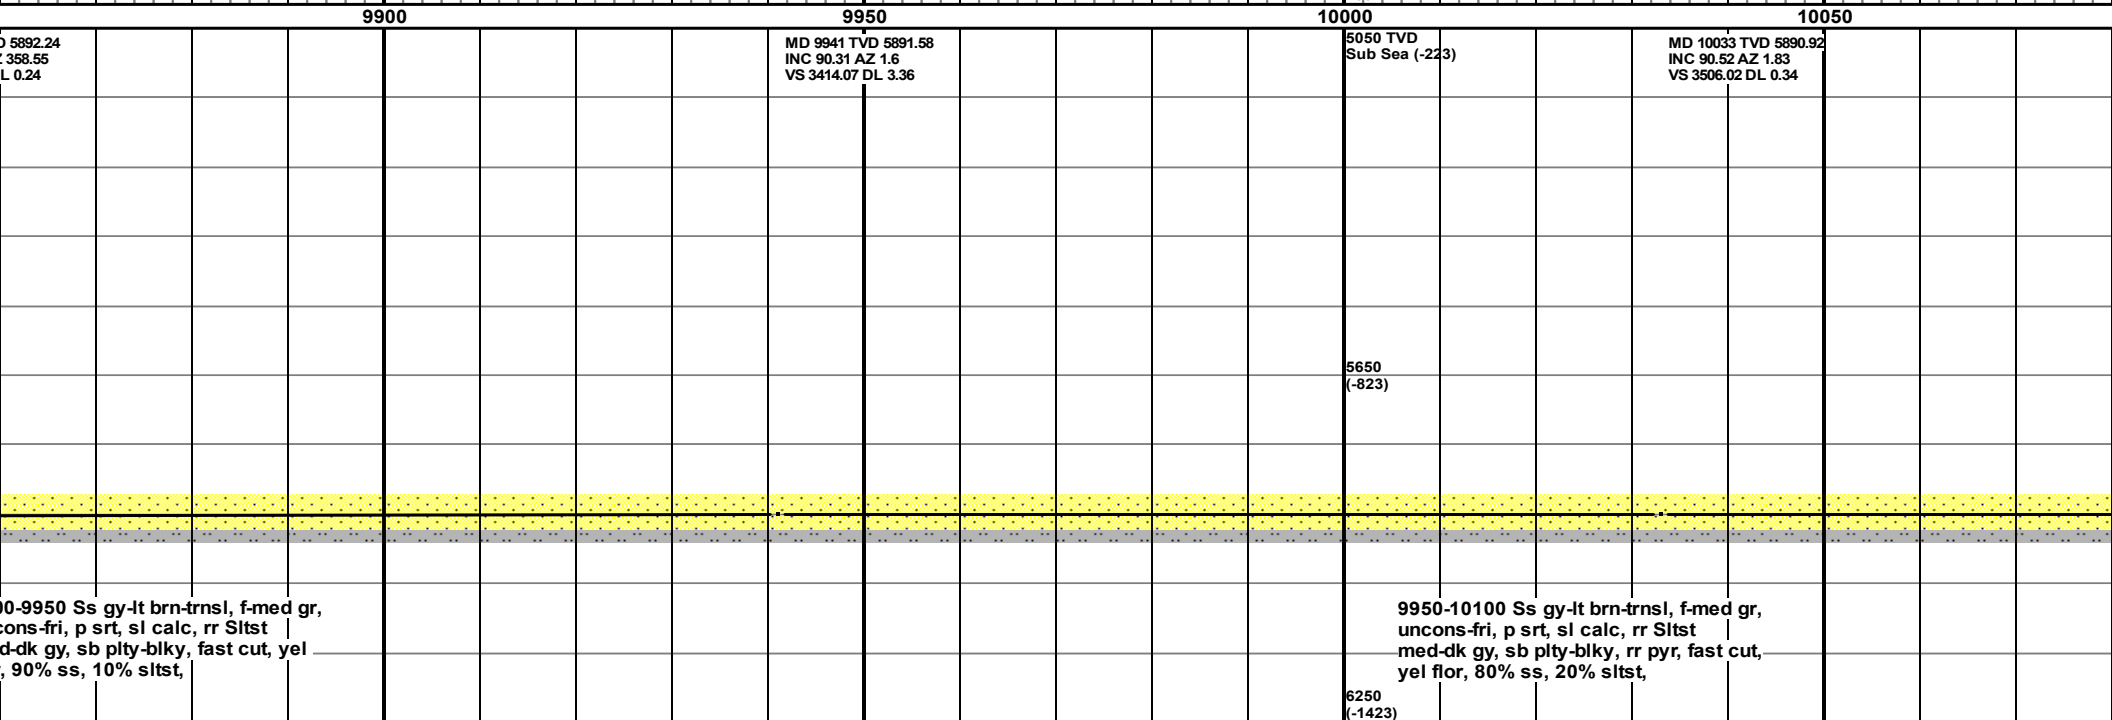 9900
9950
10000
10050
D 5892.24
358.55
L 0.24
MD 9941 TVD 5891.58
INC 90.31 AZ 1.6
VS 3414.07 DL 3.36
5050 TVD
Sub Sea (-223)
MD 10033 TVD 5890.92
INC 90.52 AZ 1.83
VS 3506.02 DL 0.34
5650
(-823)
00-9950 Ss gy-lt brn-trnsl, f-med gr,
cons-fri, p srt, sl calc, rr Sltst
d-dk gy, sb plty-blky, fast cut, yel
, 90% ss, 10% sltst,
9950-10100 Ss gy-lt brn-trnsl, f-med gr,
uncons-fri, p srt, sl calc, rr Sltst
med-dk gy, sb plty-blky, rr pyr, fast cut,
yel flor, 80% ss, 20% sltst,
6250
(-1423)